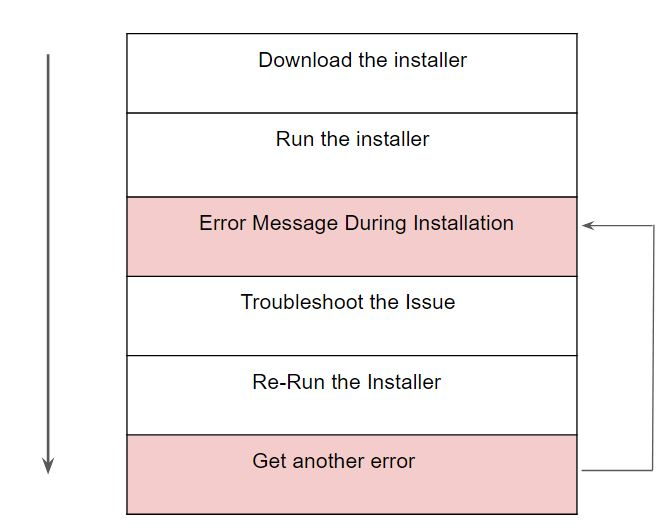 Download the installer
Run the installer
Error Message During Installation
Troubleshoot the Issue
Re-Run the Installer
Get another error